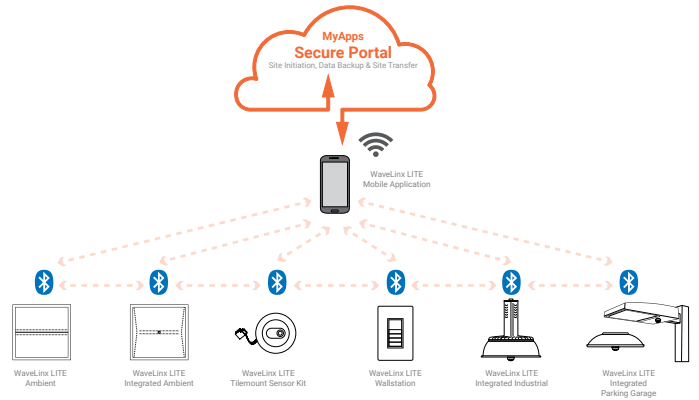 MyApps
Secure Portal
Site Initiation, Data Backup & Site Transfer
WaveLinx LITE
Mobile Application
WaveLinx LITE
Ambient
WaveLinx LITE
Integrated Ambient
WaveLinx LITE
Tilemount Sensor Kit
WaveLinx LITE
Wallstation
WaveLinx LITE
Integrated Industrial
WaveLinx LITE
Integrated
Parking Garage